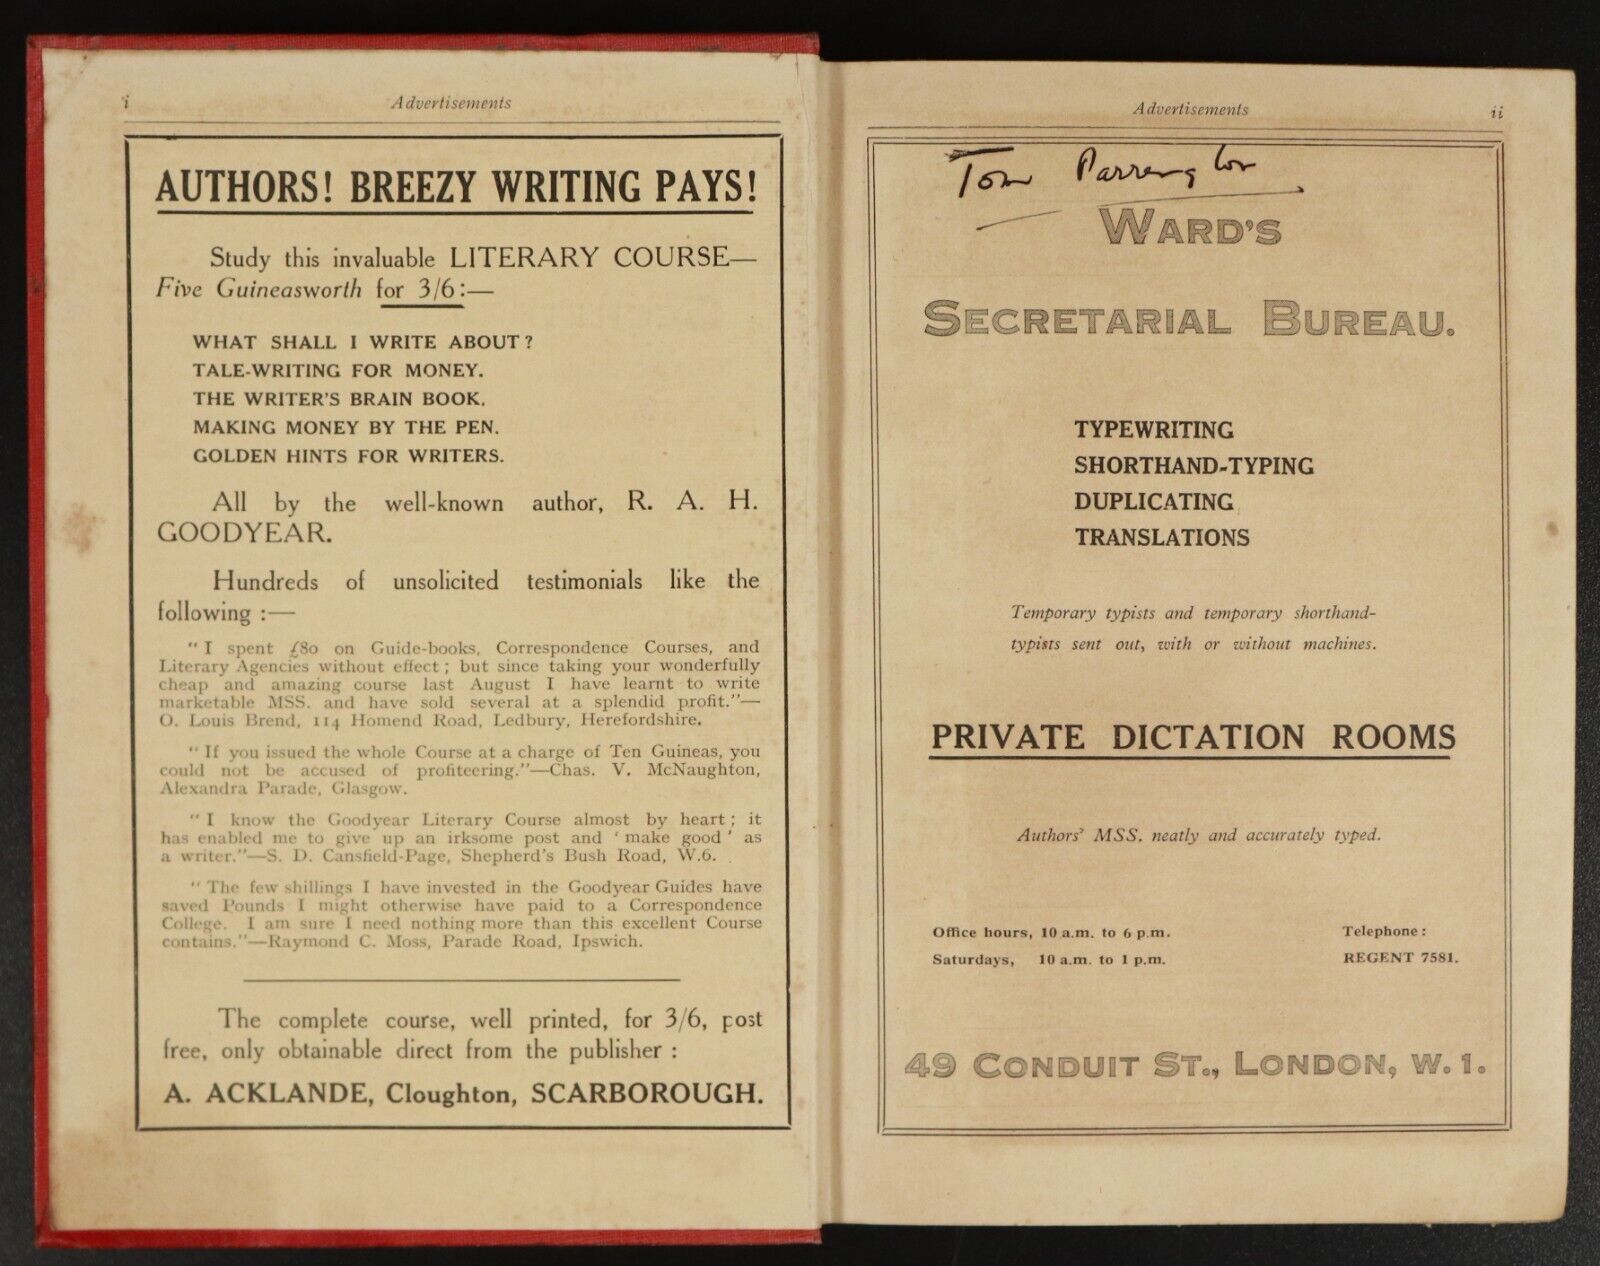 i
Advertisements
AUTHORS! BREEZY WRITING PAYS!
Study this invaluable LITERARY COURSE—
Five Guineasworth for 3/6:—
WHAT SHALL I WRITE ABOUT?
TALE-WRITING FOR MONEY.
THE WRITER'S BRAIN BOOK.
MAKING MONEY BY THE PEN.
GOLDEN HINTS FOR WRITERS.
All by the well-known author, R. A. H.
GOODYEAR.
Hundreds of unsolicited testimonials like the
following :—
"I spent £80 on Guide-books, Correspondence Courses, and
Literary Agencies without effect; but since taking your wonderfully
cheap and amazing course last August I have learnt to write
marketable MSS. and have sold several at a splendid profit."—
O. Louis Brend, 114 Homend Road, Ledbury, Herefordshire.
"If you issued the whole Course at a charge of Ten Guineas, you
could not be accused of profiteering."—Chas. V. McNaughton,
Alexandra Parade, Glasgow.
"I know the Goodyear Literary Course almost by heart; it
has enabled me to give up an irksome post and 'make good' as
a writer."—S. D. Cansfield-Page, Shepherd's Bush Road, W.6.
"The few shillings I have invested in the Goodyear Guides have
saved Pounds I might otherwise have paid to a Correspondence
College. I am sure I need nothing more than this excellent Course
contains."—Raymond C. Moss, Parade Road, Ipswich.
The complete course, well printed, for 3/6, post
free, only obtainable direct from the publisher :
A. ACKLANDE, Cloughton, SCARBOROUGH.
Advertisements
ii
Tom Parrington
WARD'S
SECRETARIAL BUREAU.
TYPEWRITING
SHORTHAND-TYPING
DUPLICATING
TRANSLATIONS
Temporary typists and temporary shorthand-
typists sent out, with or without machines.
PRIVATE DICTATION ROOMS
Authors' MSS. neatly and accurately typed.
Office hours, 10 a.m. to 6 p.m.
Saturdays, 10 a.m. to 1 p.m.
Telephone:
REGENT 7581.
49 CONDUIT ST., LONDON, W. 1.